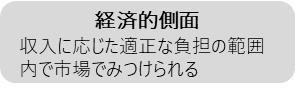 経済的側面
収入に応じた適正な負担の範囲
内で市場でみつけられる